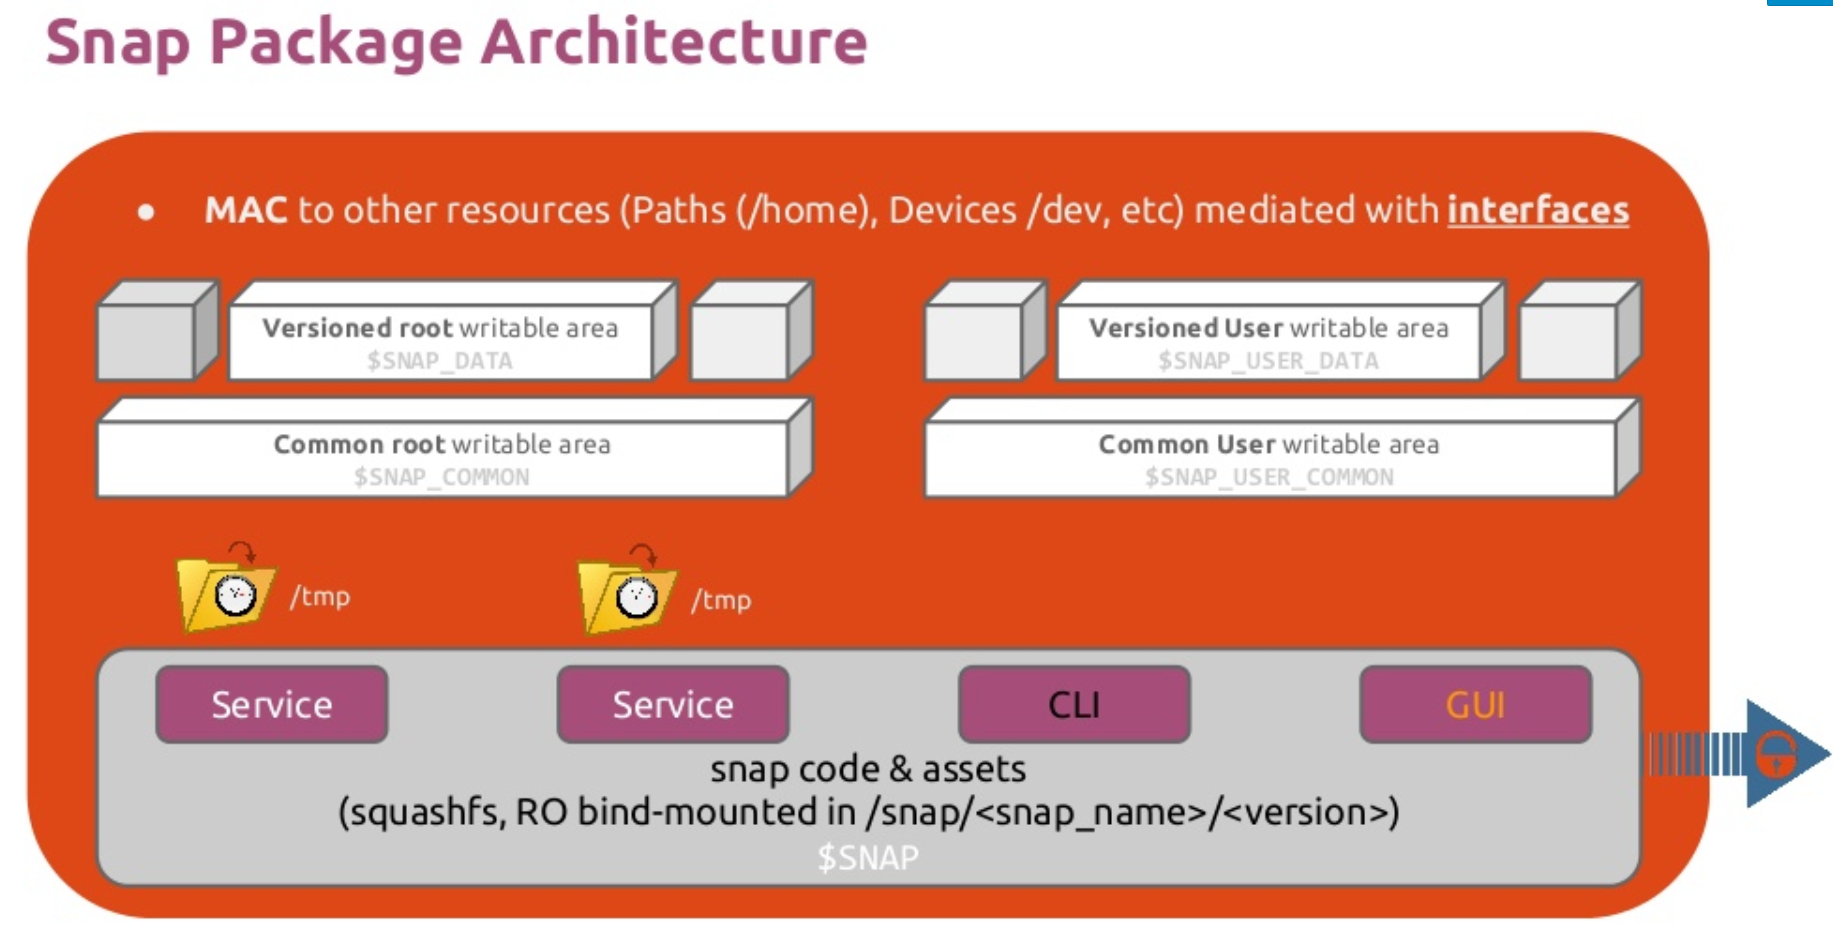 Snap Package Architecture
● MAC to other resources (Paths (/home), Devices /dev, etc) mediated with interfaces
Versioned root writable area
$SNAP_DATA
Versioned User writable area
$SNAP_USER_DATA
Common root writable area
$SNAP_COMMON
Common User writable area
$SNAP_USER_COMMON
/tmp
/tmp
Service
Service
CLI
GUI
snap code & assets
(squashfs, RO bind-mounted in /snap/<snap_name>/<version>)
$SNAP